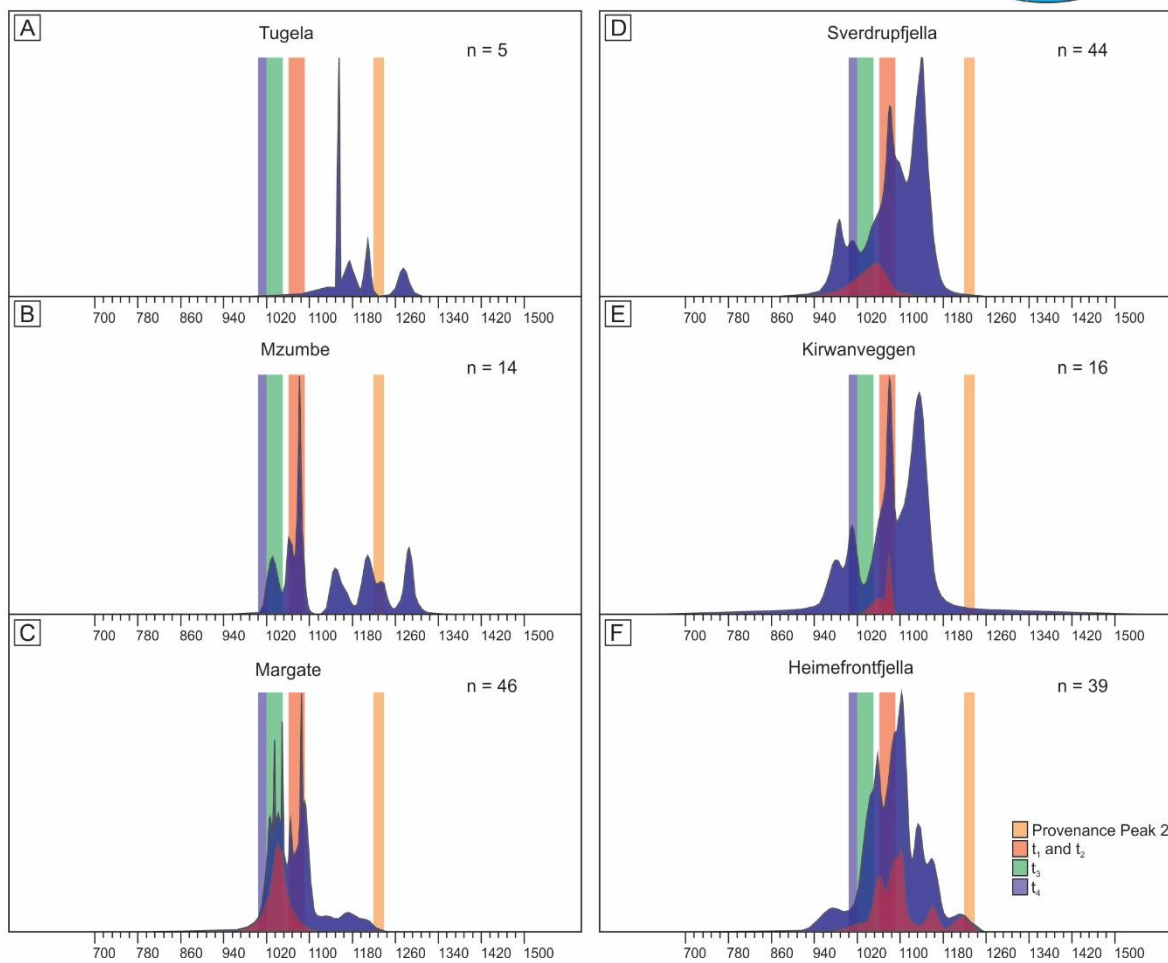 A
Tugela
n = 5
700 780 860 940 1020 1100 1180 1260 1340 1420 1500
B
Mzumbe
n = 14
700 780 860 940 1020 1100 1180 1260 1340 1420 1500
C
Margate
n = 46
700 780 860 940 1020 1100 1180 1260 1340 1420 1500
D
Sverdrupfjella
n = 44
700 780 860 940 1020 1100 1180 1260 1340 1420 1500
E
Kirwanveggen
n = 16
700 780 860 940 1020 1100 1180 1260 1340 1420 1500
F
Heimefrontfjella
n = 39
Provenance Peak 2
t₁ and t₂
t₃
t₄
700 780 860 940 1020 1100 1180 1260 1340 1420 1500